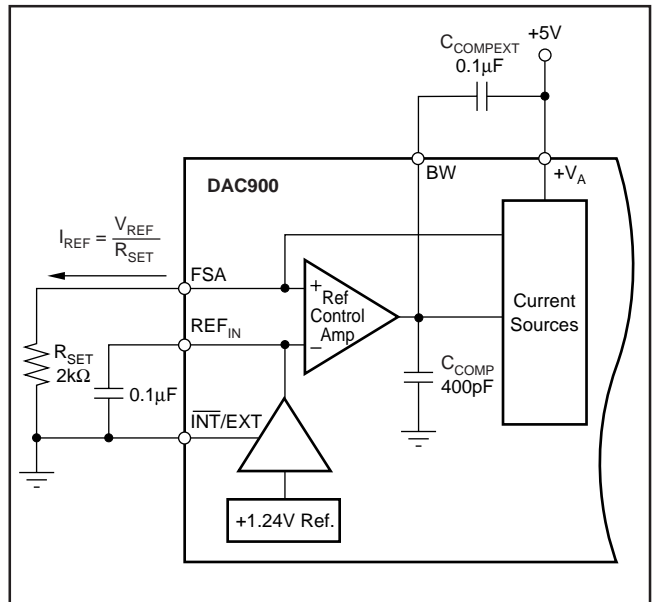 +5V
C_COMPEXT
0.1µF
BW
+V_A
DAC900
I_REF = V_REF / R_SET
FSA
+
Ref
Control
Amp
–
Current
Sources
REF_IN
R_SET
2kΩ
0.1µF
C_COMP
400pF
I̅N̅T̅/EXT
+1.24V Ref.